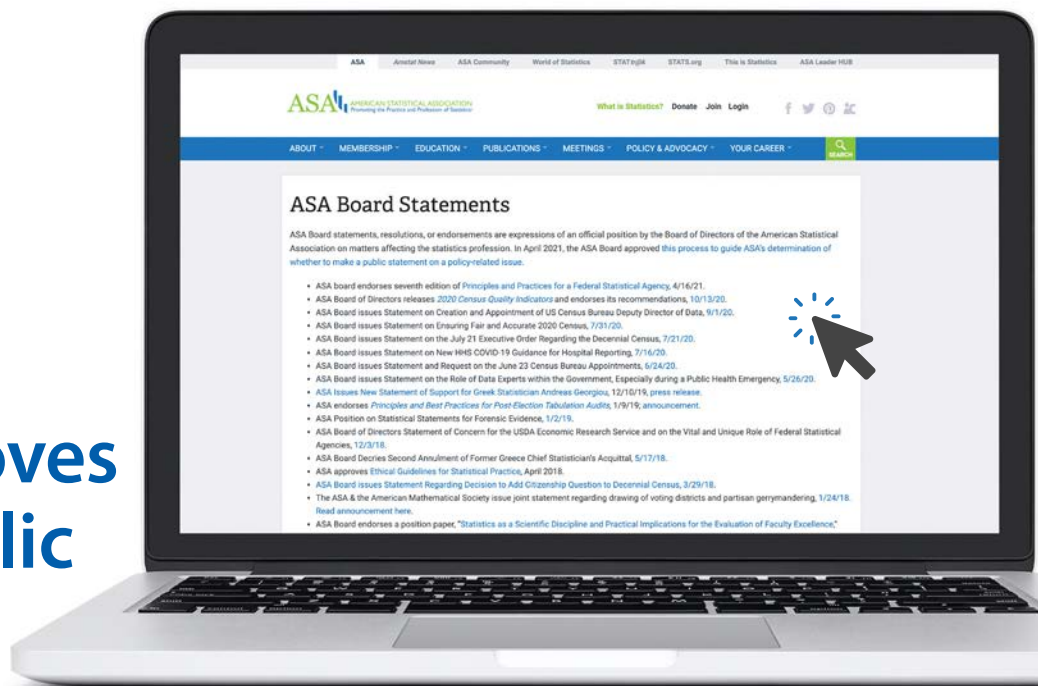 ASA Amstat News ASA Community World of Statistics STATtrak STATS.org This is Statistics ASA Leader HUB
ASA AMERICAN STATISTICAL ASSOCIATION
Promoting the Practice and Profession of Statistics
What is Statistics? Donate Join Login
ABOUT MEMBERSHIP EDUCATION PUBLICATIONS MEETINGS POLICY & ADVOCACY YOUR CAREER SEARCH
ASA Board Statements
ASA Board statements, resolutions, or endorsements are expressions of an official position by the Board of Directors of the American Statistical
Association on matters affecting the statistics profession. In April 2021, the ASA Board approved this process to guide ASA's determination of
whether to make a public statement on a policy-related issue.
• ASA board endorses seventh edition of Principles and Practices for a Federal Statistical Agency, 4/16/21.
• ASA Board of Directors releases 2020 Census Quality Indicators and endorses its recommendations, 10/13/20.
• ASA Board issues Statement on Creation and Appointment of US Census Bureau Deputy Director of Data, 9/1/20.
• ASA Board issues Statement on Ensuring Fair and Accurate 2020 Census, 7/31/20.
• ASA Board issues Statement on the July 21 Executive Order Regarding the Decennial Census, 7/21/20.
• ASA Board issues Statement on New HHS COVID-19 Guidance for Hospital Reporting, 7/16/20.
• ASA Board issues Statement and Request on the June 23 Census Bureau Appointments, 6/24/20.
• ASA Board issues Statement on the Role of Data Experts within the Government, Especially during a Public Health Emergency, 5/26/20.
• ASA Issues New Statement of Support for Greek Statistician Andreas Georgiou, 12/10/19, press release.
• ASA endorses Principles and Best Practices for Post-Election Tabulation Audits, 1/9/19; announcement.
• ASA Position on Statistical Statements for Forensic Evidence, 1/2/19.
• ASA Board of Directors Statement of Concern for the USDA Economic Research Service and on the Vital and Unique Role of Federal Statistical
Agencies, 12/3/18.
• ASA Board Decries Second Annulment of Former Greece Chief Statistician's Acquittal, 5/17/18.
• ASA approves Ethical Guidelines for Statistical Practice, April 2018.
• ASA Board issues Statement Regarding Decision to Add Citizenship Question to Decennial Census, 3/29/18.
• The ASA & the American Mathematical Society issue joint statement regarding drawing of voting districts and partisan gerrymandering, 1/24/18.
Read announcement here.
• ASA Board endorses a position paper, "Statistics as a Scientific Discipline and Practical Implications for the Evaluation of Faculty Excellence,"
oves
lic